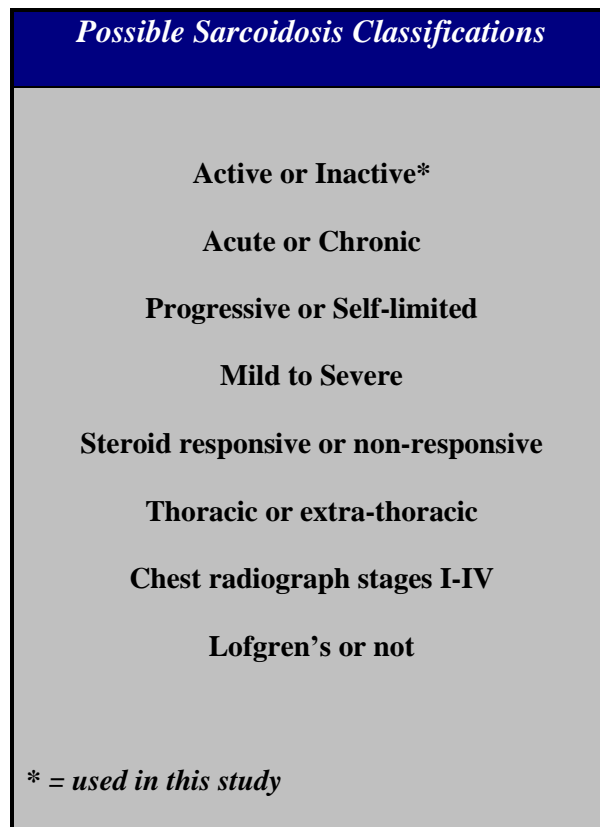 Possible Sarcoidosis Classifications
Active or Inactive*
Acute or Chronic
Progressive or Self-limited
Mild to Severe
Steroid responsive or non-responsive
Thoracic or extra-thoracic
Chest radiograph stages I-IV
Lofgren’s or not
* = used in this study